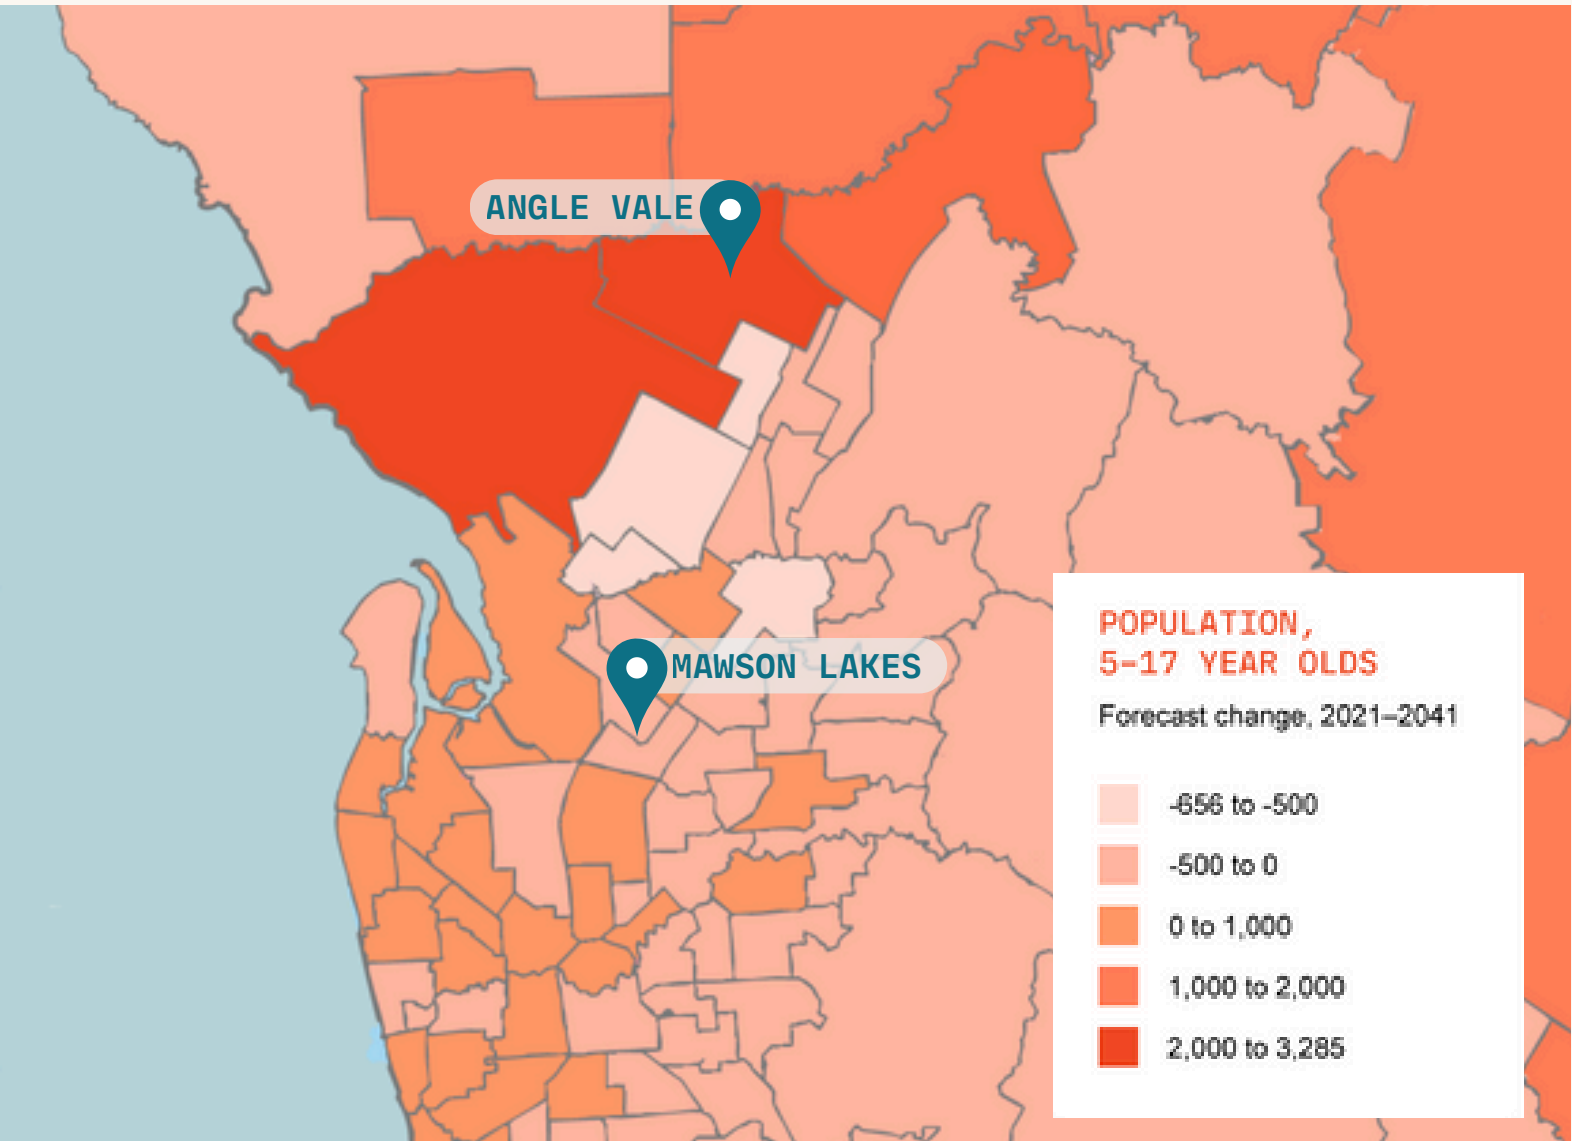 ANGLE VALE
MAWSON LAKES
POPULATION,
5-17 YEAR OLDS
Forecast change, 2021–2041
-656 to -500
-500 to 0
0 to 1,000
1,000 to 2,000
2,000 to 3,285